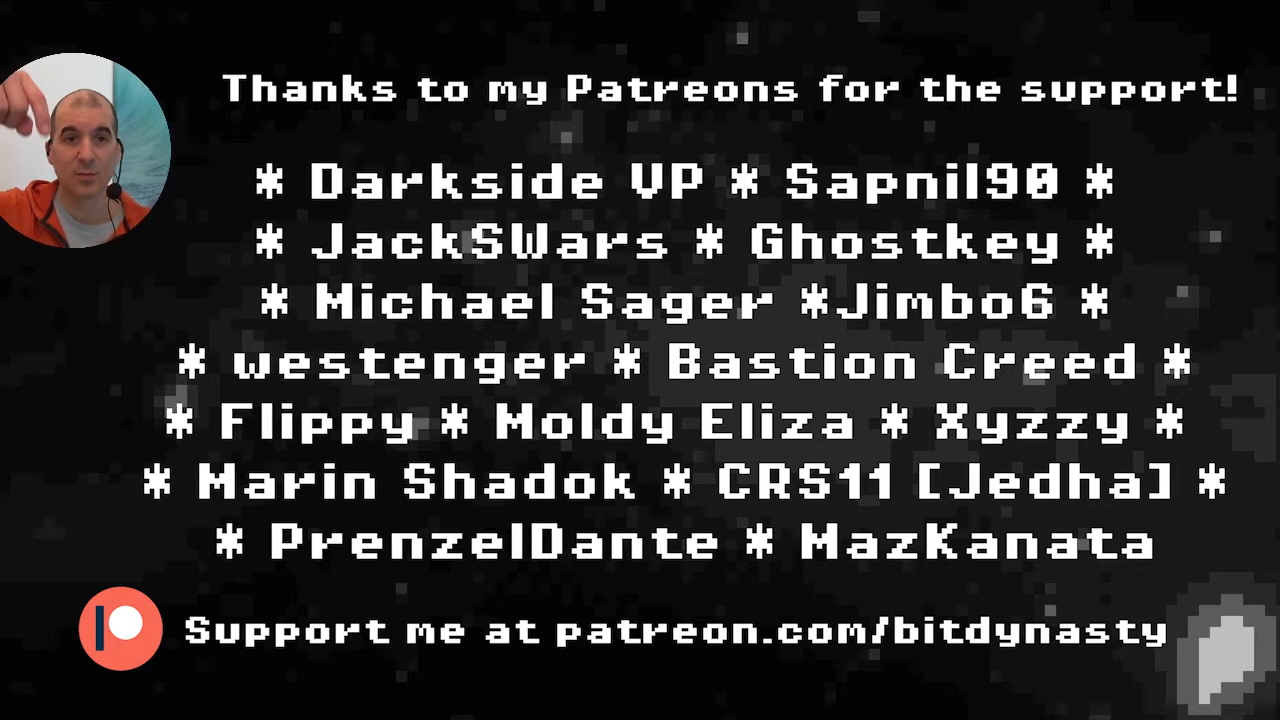 Thanks to my Patreons for the support!
* Darkside VP * Sapnil90 *
* JackSWars * Ghostkey *
* Michael Sager *Jimbo6 *
* westenger * Bastion Creed *
* Flippy * Moldy Eliza * Xyzzy *
* Marin Shadok * CRS11 [Jedha] *
* PrenzelDante * MazKanata
Support me at patreon.com/bitdynasty